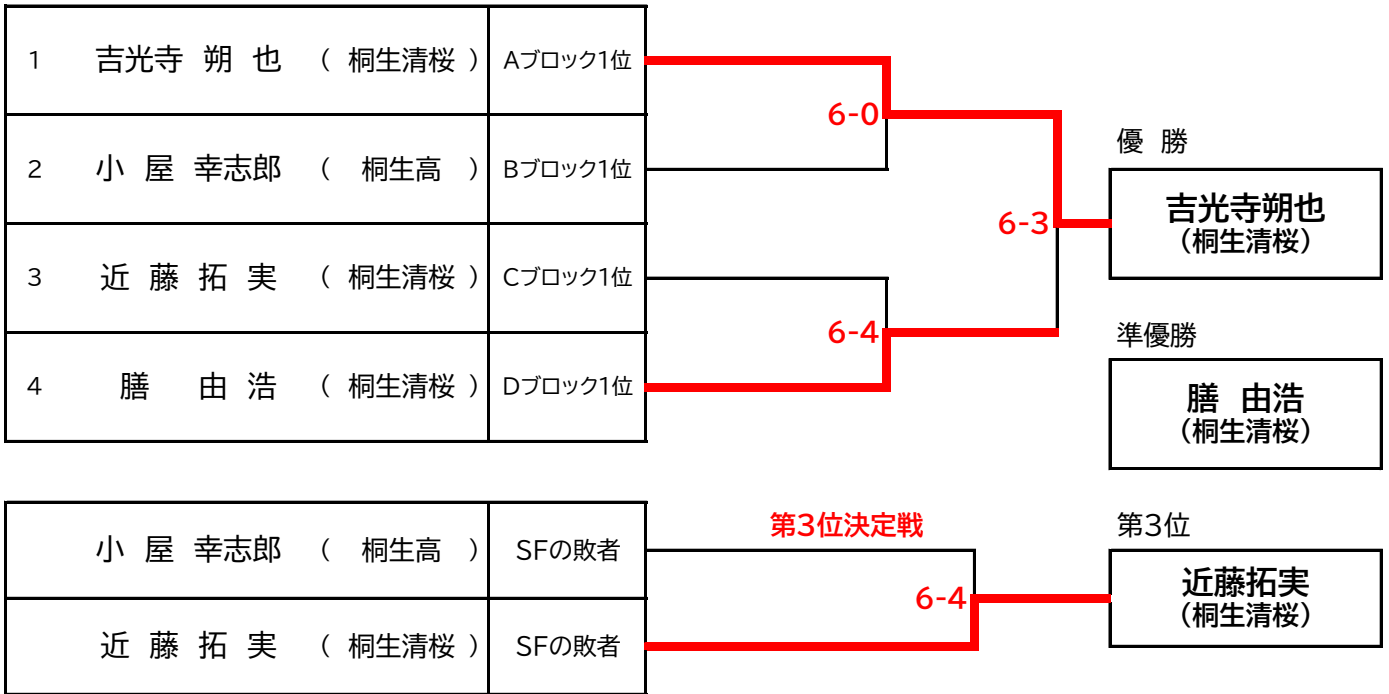 1 吉光寺 朔 也 ( 桐生清桜 ) Aブロック1位
6-0
2 小 屋 幸志郎 ( 桐生高 ) Bブロック1位
優 勝
吉光寺朔也
(桐生清桜)
6-3
3 近 藤 拓 実 ( 桐生清桜 ) Cブロック1位
6-4
4 膳 由 浩 ( 桐生清桜 ) Dブロック1位
準優勝
膳 由浩
(桐生清桜)
小 屋 幸志郎 ( 桐生高 ) SFの敗者
第3位決定戦
第3位
6-4
近藤拓実
(桐生清桜)
近 藤 拓 実 ( 桐生清桜 ) SFの敗者